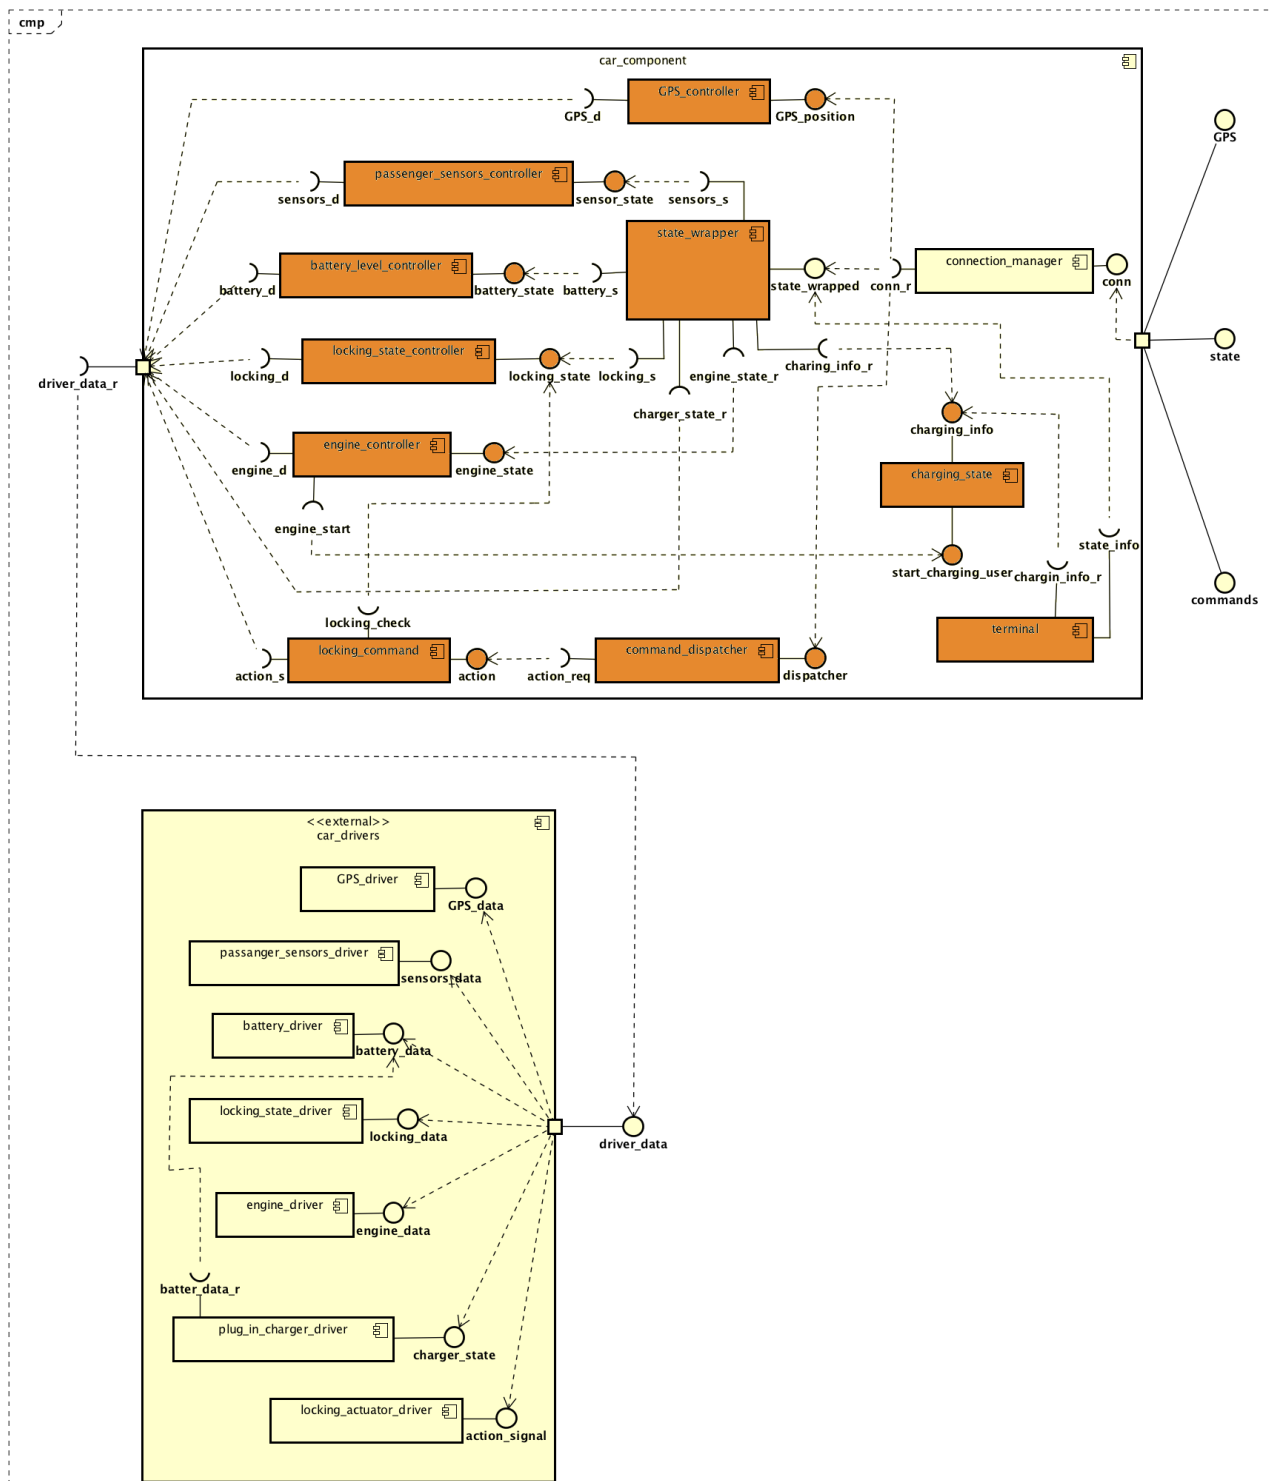 cmp
car_component
GPS_controller
GPS_d
GPS_position
GPS
passenger_sensors_controller
sensors_d
sensor_state
sensors_s
state_wrapper
battery_level_controller
connection_manager
battery_d
battery_state
battery_s
state_wrapped
conn_r
conn
locking_state_controller
driver_data_r
locking_d
locking_state
locking_s
engine_state_r
charing_info_r
state
charger_state_r
charging_info
engine_controller
engine_d
engine_state
charging_state
engine_start
state_info
start_charging_user
chargin_info_r
commands
locking_check
terminal
locking_command
command_dispatcher
action_s
action
action_req
dispatcher
<<external>>
car_drivers
GPS_driver
GPS_data
passanger_sensors_driver
sensors_data
battery_driver
battery_data
locking_state_driver
locking_data
driver_data
engine_driver
engine_data
batter_data_r
plug_in_charger_driver
charger_state
locking_actuator_driver
action_signal